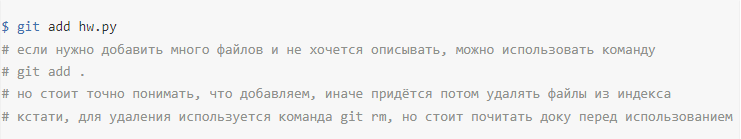 $ git add hw.py
# если нужно добавить много файлов и не хочется описывать, можно использовать команду
# git add .
# но стоит точно понимать, что добавляем, иначе придётся потом удалять файлы из индекса
# кстати, для удаления используется команда git rm, но стоит почитать доку перед использованием